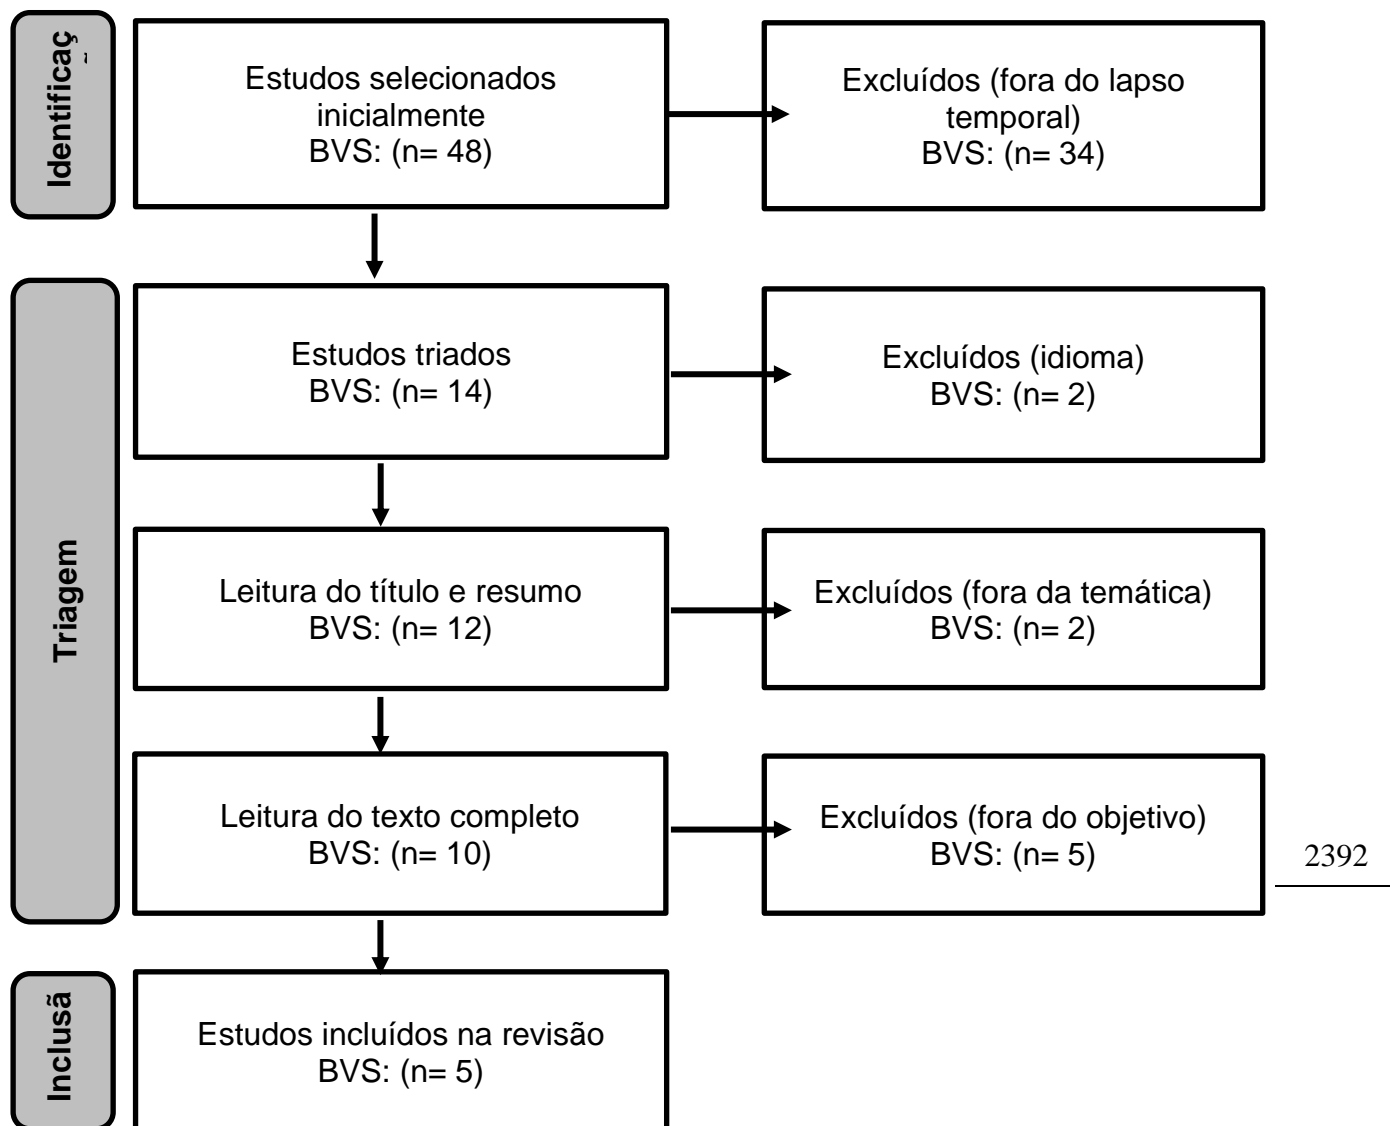 Identificaç
Estudos selecionados
inicialmente
BVS: (n= 48)
Excluídos (fora do lapso
temporal)
BVS: (n= 34)
Triagem
Estudos triados
BVS: (n= 14)
Excluídos (idioma)
BVS: (n= 2)
Leitura do título e resumo
BVS: (n= 12)
Excluídos (fora da temática)
BVS: (n= 2)
Leitura do texto completo
BVS: (n= 10)
Excluídos (fora do objetivo)
BVS: (n= 5)
2392
Inclusã
Estudos incluídos na revisão
BVS: (n= 5)